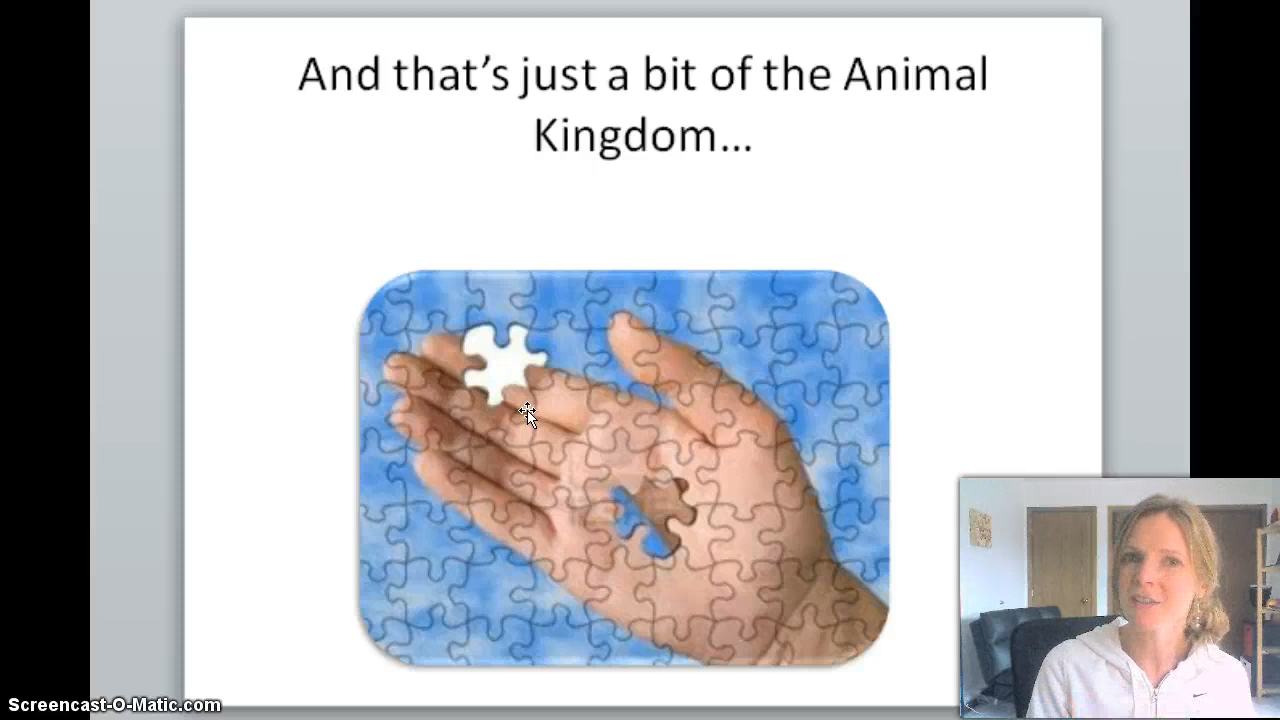 And that’s just a bit of the Animal
Kingdom...
Screencast-O-Matic.com